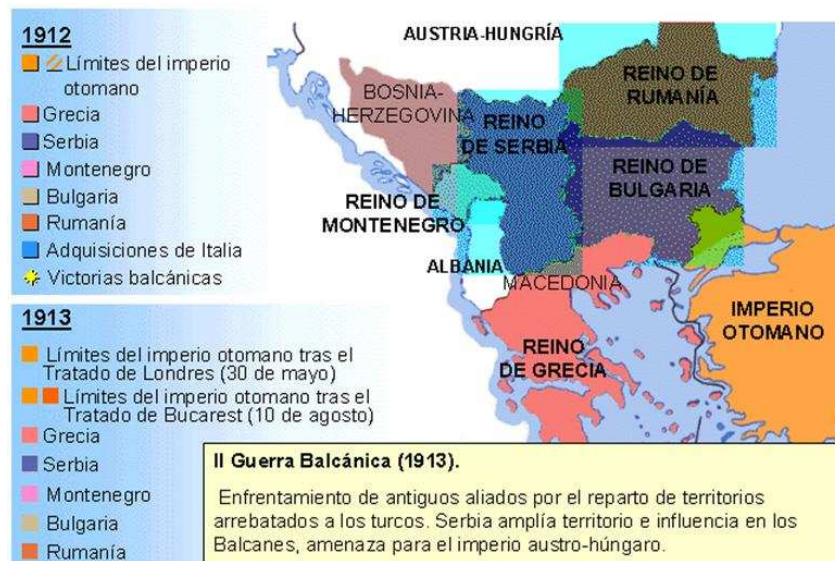 1912
Límites del imperio
otomano
Grecia
Serbia
Montenegro
Bulgaria
Rumanía
Adquisiciones de Italia
Victorias balcánicas
1913
Límites del imperio otomano tras el
Tratado de Londres (30 de mayo)
Límites del imperio otomano tras el
Tratado de Bucarest (10 de agosto)
Grecia
Serbia
Montenegro
Bulgaria
Rumanía
AUSTRIA-HUNGRÍA
BOSNIA-
HERZEGOVINA
REINO DE
RUMANÍA
REINO
DE SERBIA
REINO DE
BULGARIA
REINO DE
MONTENEGRO
ALBANIA
MACEDONIA
IMPERIO
OTOMANO
REINO
DE GRECIA
II Guerra Balcánica (1913).
Enfrentamiento de antiguos aliados por el reparto de territorios
arrebatados a los turcos. Serbia amplía territorio e influencia en los
Balcanes, amenaza para el imperio austro-húngaro.